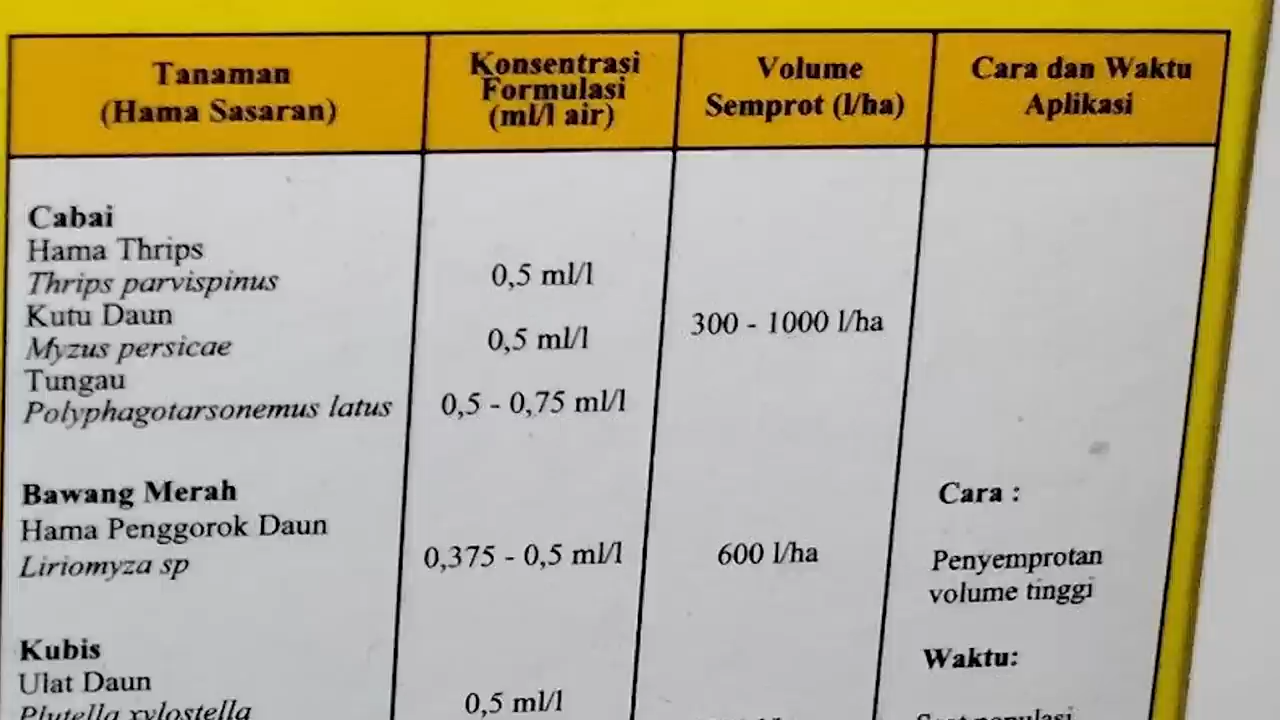 Tanaman
(Hama Sasaran)
Konsentrasi
Formulasi
(ml/l air)
Volume
Semprot (l/ha)
Cara dan Waktu
Aplikasi
Cabai
Hama Thrips
Thrips parvispinus
0,5 ml/l
Kutu Daun
Myzus persicae
0,5 ml/l
Tungau
Polyphagotarsonemus latus
0,5 - 0,75 ml/l
300 - 1000 l/ha
Bawang Merah
Hama Penggorok Daun
Liriomyza sp
0,375 - 0,5 ml/l
600 l/ha
Kubis
Ulat Daun
Plutella xylostella
0,5 ml/l
Cara :
Penyemprotan
volume tinggi
Waktu:
Saat populasi